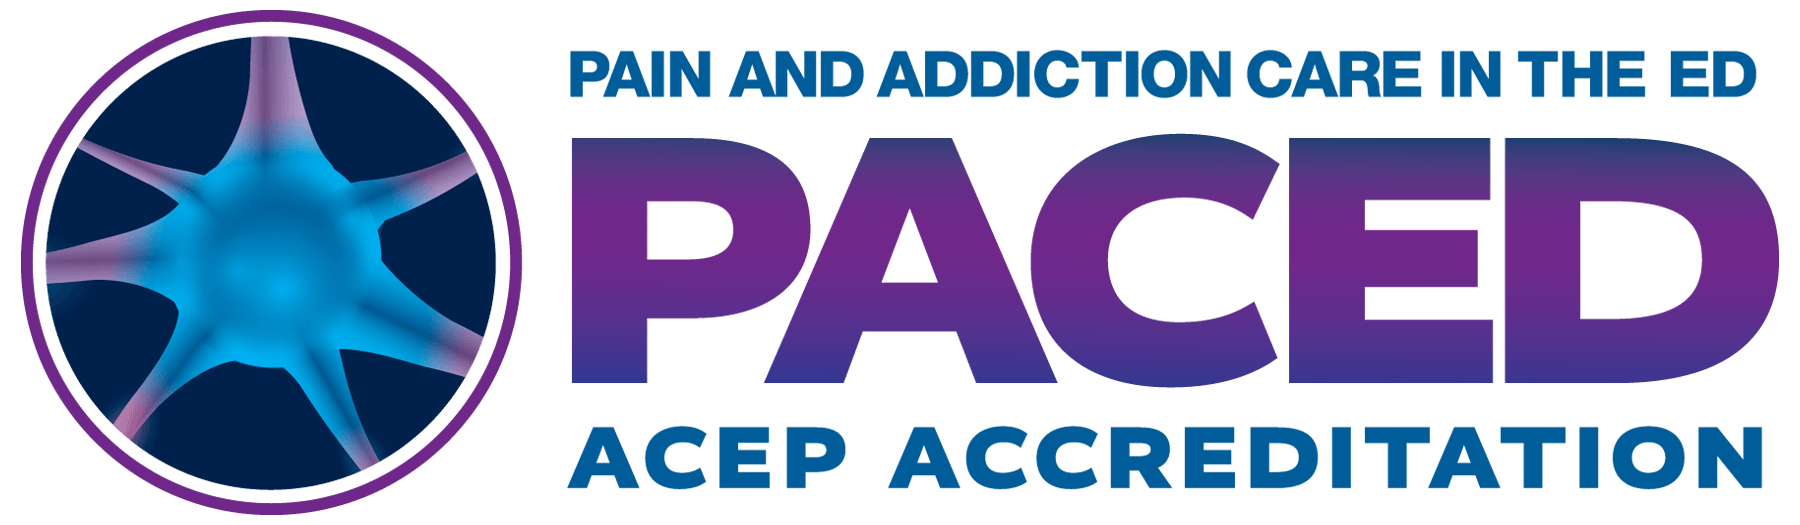 PAIN AND ADDICTION CARE IN THE ED
PACED
ACEP ACCREDITATION